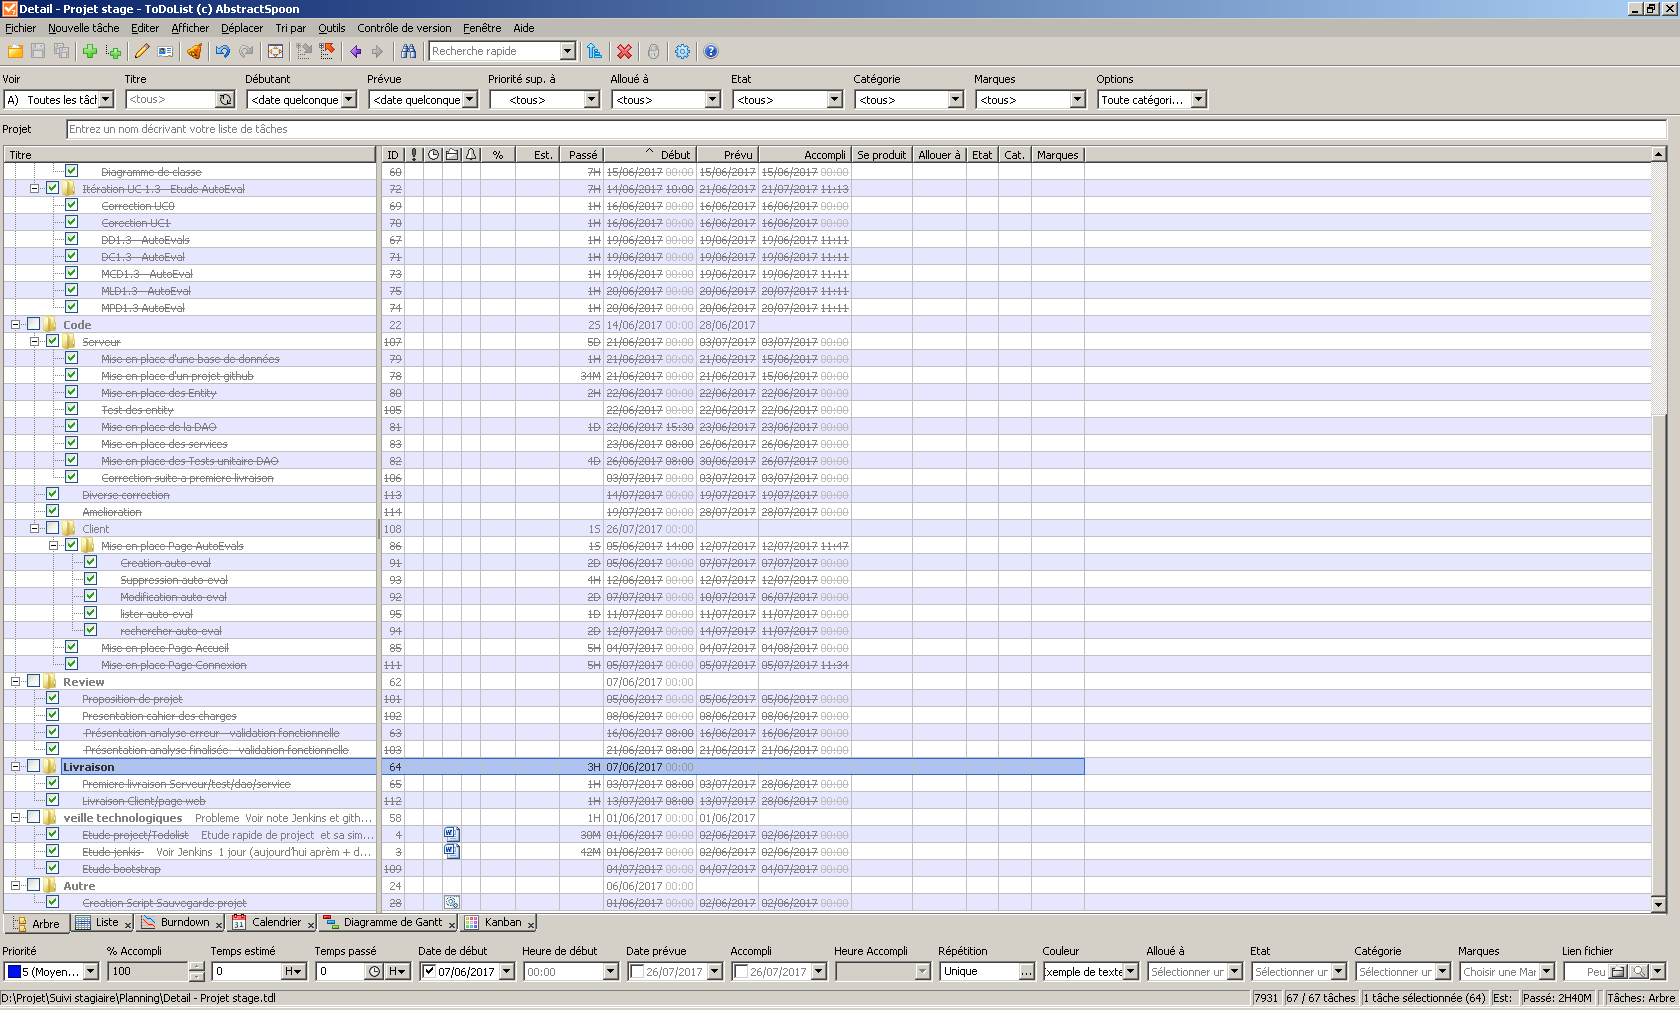 Detail - Projet stage - ToDoList (c) AbstractSpoon
Fichier Nouvelle tâche Editer Afficher Déplacer Tri par Outils Contrôle de version Fenêtre Aide
Recherche rapide
Voir Titre Débutant Prévue Priorité sup. à Alloué à Etat Catégorie Marques Options
A) Toutes les tâcl <tous> <date quelconque <date quelconque <tous> <tous> <tous> <tous> <tous> Toute catégori...
Projet Entrez un nom décrivant votre liste de tâches
Titre ID ! % Est. Passé Début Prévu Accompli Se produit Allouer à Etat Cat. Marques
Diagramme de classe 60 7H 15/06/2017 00:00 15/06/2017 15/06/2017 00:00
Itération UC 1.3 - Etude AutoEval 72 7H 14/06/2017 10:00 21/06/2017 21/07/2017 11:13
Correction UC0 69 1H 16/06/2017 00:00 16/06/2017 16/06/2017 00:00
Corection UC1 70 1H 16/06/2017 00:00 16/06/2017 16/06/2017 00:00
DD1.3 - AutoEvals 67 1H 19/06/2017 00:00 19/06/2017 19/06/2017 11:11
DC1.3 - AutoEval 71 1H 19/06/2017 00:00 19/06/2017 19/06/2017 11:11
MCD1.3 - AutoEval 73 1H 19/06/2017 00:00 19/06/2017 19/06/2017 11:11
MLD1.3 - AutoEval 75 1H 20/06/2017 00:00 20/06/2017 20/07/2017 11:11
MPD1.3 AutoEval 74 1H 20/06/2017 00:00 20/06/2017 20/07/2017 11:11
Code 22 2S 14/06/2017 00:00 28/06/2017
Serveur 107 5D 21/06/2017 00:00 03/07/2017 03/07/2017 00:00
Mise en place d'une base de données 79 1H 21/06/2017 00:00 21/06/2017 15/06/2017 00:00
Mise en place d'un projet github 78 34M 21/06/2017 00:00 21/06/2017 15/06/2017 00:00
Mise en place des Entity 80 2H 22/06/2017 00:00 22/06/2017 22/06/2017 00:00
Test des entity 105 22/06/2017 00:00 22/06/2017 22/06/2017 00:00
Mise en place de la DAO 81 1D 22/06/2017 15:30 23/06/2017 23/06/2017 00:00
Mise en place des services 83 23/06/2017 08:00 26/06/2017 26/06/2017 00:00
Mise en place des Tests unitaire DAO 82 4D 26/06/2017 08:00 30/06/2017 26/07/2017 00:00
Correction suite a premiere livraison 106 03/07/2017 00:00 03/07/2017 03/07/2017 00:00
Diverse correction 113 14/07/2017 00:00 19/07/2017 19/07/2017 00:00
Amelioration 114 19/07/2017 00:00 28/07/2017 28/07/2017 00:00
Client 108 1S 26/07/2017 00:00
Mise en place Page AutoEvals 86 1S 05/06/2017 14:00 12/07/2017 12/07/2017 11:47
Creation auto eval 91 2D 05/06/2017 00:00 07/07/2017 07/07/2017 00:00
Suppression auto eval 93 4H 12/06/2017 00:00 12/07/2017 12/07/2017 00:00
Modification auto eval 92 2D 07/07/2017 00:00 10/07/2017 06/07/2017 00:00
lister auto eval 95 1D 11/07/2017 00:00 11/07/2017 11/07/2017 00:00
rechercher auto eval 94 2D 12/07/2017 00:00 14/07/2017 11/07/2017 00:00
Mise en place Page Accueil 85 5H 04/07/2017 00:00 04/07/2017 04/08/2017 00:00
Mise en place Page Connexion 111 5H 05/07/2017 00:00 05/07/2017 05/07/2017 11:34
Review 62 07/06/2017 00:00
Proposition de projet 101 05/06/2017 00:00 05/06/2017 05/06/2017 00:00
Presentation cahier des charges 102 08/06/2017 00:00 08/06/2017 08/06/2017 00:00
Présentation analyse erreur - validation fonctionelle 63 16/06/2017 08:00 16/06/2017 16/06/2017 00:00
Présentation analyse finalisée - validation fonctionelle 103 21/06/2017 08:00 21/06/2017 21/06/2017 00:00
Livraison 64 3H 07/06/2017 00:00
Premiere livraison Serveur/test/dao/service 65 1H 03/07/2017 08:00 03/07/2017 28/06/2017 00:00
Livraison Client/page web 112 1H 13/07/2017 08:00 13/07/2017 28/06/2017 00:00
veille technologiques Probleme Voir note Jenkins et gith... 58 1H 01/06/2017 00:00 01/06/2017
Etude project/Todolist Etude rapide de project et sa sim... 4 30M 01/06/2017 00:00 02/06/2017 02/06/2017 00:00
Etude jenkis Voir Jenkins 1 jour (aujourd'hui aprèm + d... 3 42M 01/06/2017 00:00 02/06/2017 02/06/2017 00:00
Etude bootstrap 109 04/07/2017 00:00 04/07/2017 04/07/2017 00:00
Autre 24 06/06/2017 00:00
Creation Script Sauvegarde projet 28 01/06/2017 00:00 02/06/2017 02/06/2017 00:00
Arbre Liste Burndown Calendrier Diagramme de Gantt Kanban
Priorité % Accompli Temps estimé Temps passé Date de début Heure de début Date prévue Accompli Heure Accompli Répétition Couleur Alloué à Etat Catégorie Marques Lien fichier
5 (Moyen... 100 0 H 0 H 07/06/2017 00:00 26/07/2017 26/07/2017 Unique ... xemple de texte Sélectionner ur Sélectionner ur Sélectionner ur Choisir une Mar Peu
D:\Projet\Suivi stagiaire\Planning\Detail - Projet stage.tdl 7931 67 / 67 tâches 1 tâche sélectionnée (64) Est: Passé: 2H40M Tâches: Arbre